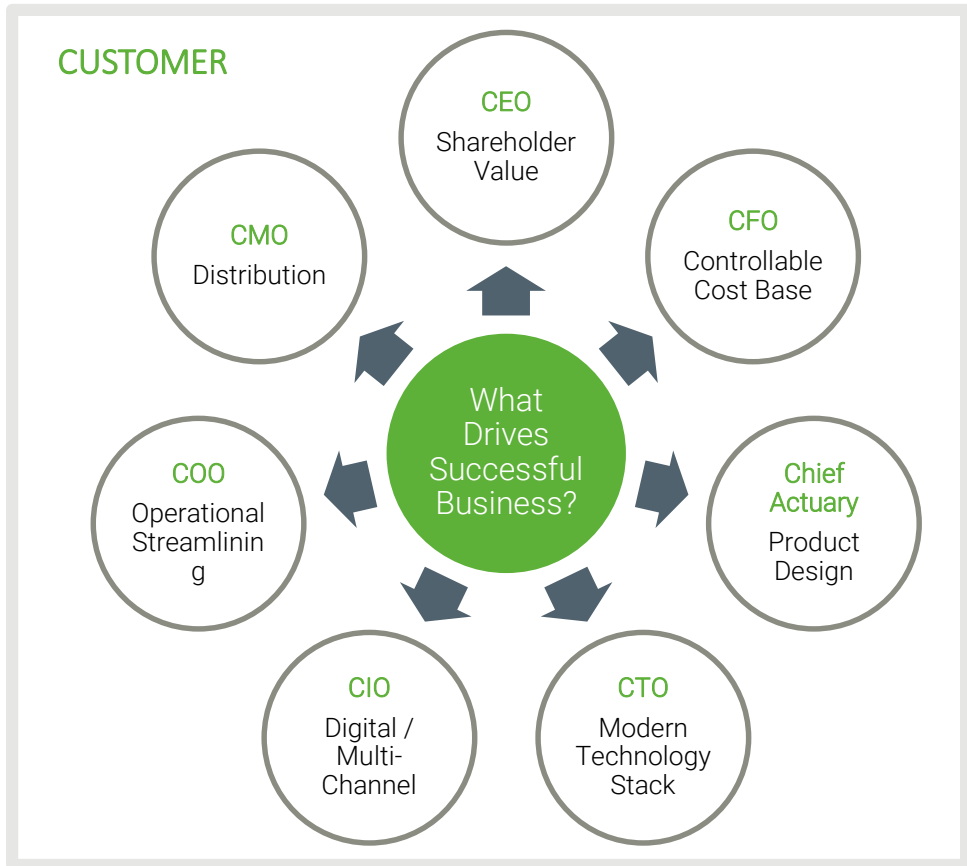 CUSTOMER
CEO
Shareholder
Value
CFO
Controllable
Cost Base
Chief
Actuary
Product
Design
CTO
Modern
Technology
Stack
CIO
Digital /
Multi-
Channel
COO
Operational
Streamlinin
g
CMO
Distribution
What
Drives
Successful
Business?